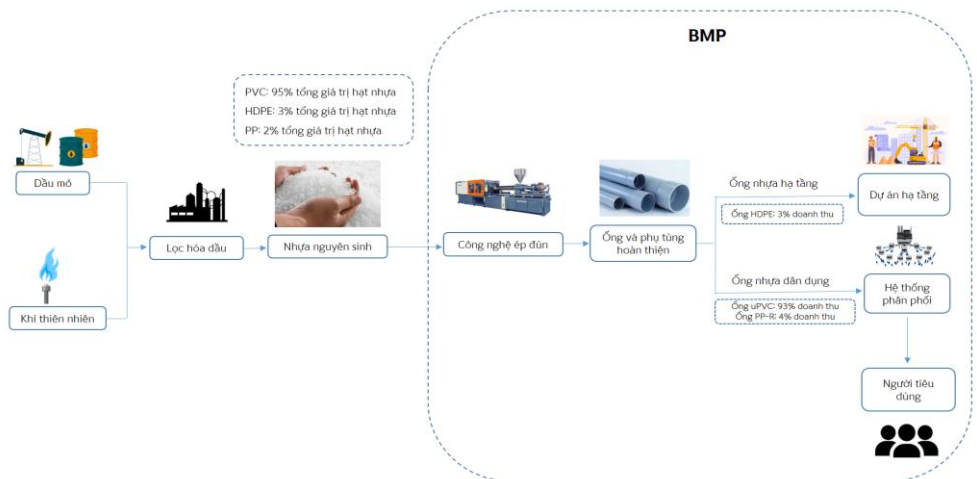 BMP
PVC: 95% tổng giá trị hạt nhựa
HDPE: 3% tổng giá trị hạt nhựa
PP: 2% tổng giá trị hạt nhựa
Dầu mỏ
Khí thiên nhiên
Lọc hóa dầu
Nhựa nguyên sinh
Công nghệ ép đùn
Ống và phụ tùng
hoàn thiện
Ống nhựa hạ tầng
Ống HDPE: 3% doanh thu
Dự án hạ tầng
Ống nhựa dân dụng
Ống uPVC: 93% doanh thu
Ống PP-R: 4% doanh thu
Hệ thống
phân phối
Người tiêu
dùng